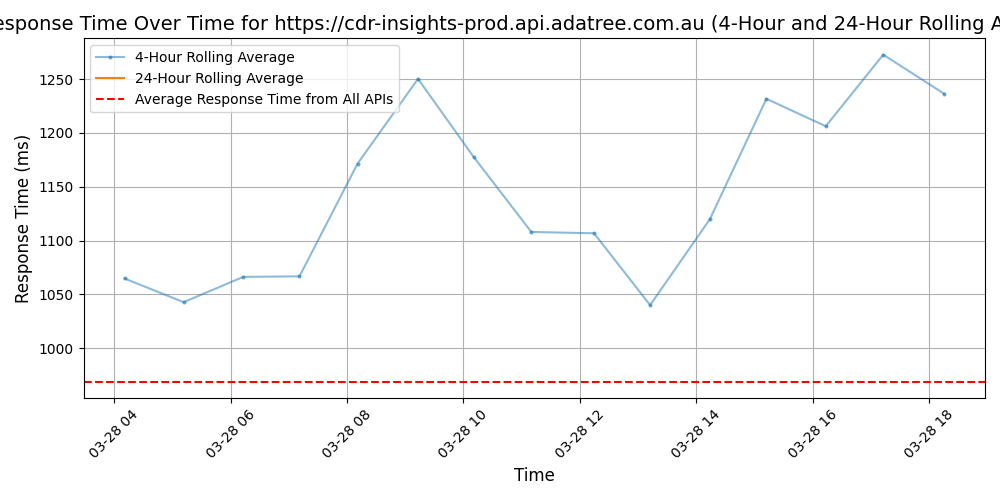 esponse Time Over Time for https://cdr-insights-prod.api.adatree.com.au (4-Hour and 24-Hour Rolling A
4-Hour Rolling Average
24-Hour Rolling Average
Average Response Time from All APIs
Response Time (ms)
1250
1200
1150
1100
1050
1000
03-28 04
03-28 06
03-28 08
03-28 10
03-28 12
03-28 14
03-28 16
03-28 18
Time